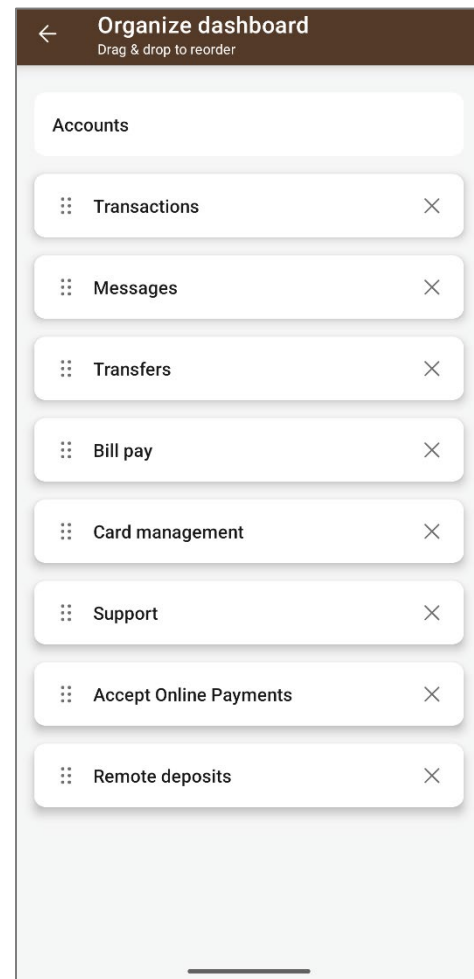 Organize dashboard
Drag & drop to reorder
Accounts
Transactions
Messages
Transfers
Bill pay
Card management
Support
Accept Online Payments
Remote deposits